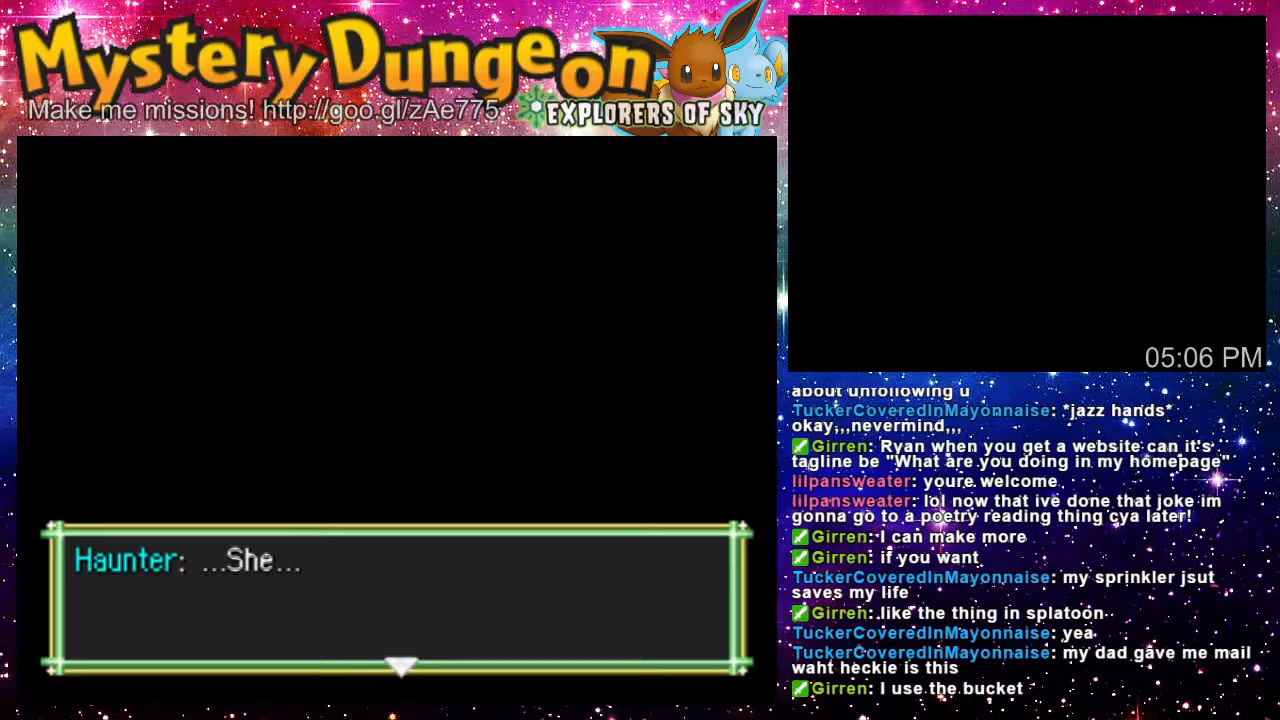 Mystery Dungeon
Make me missions! http://goo.gl/zAe775
EXPLORERS OF SKY
05:06 PM
Haunter: ...She...
about unfollowing u
TuckerCoveredInMayonnaise: *jazz hands*
okay,,,nevermind,,,
Girren: Ryan when you get a website can it's
tagline be "What are you doing in my homepage"
lilpansweater: youre welcome
lilpansweater: lol now that ive done that joke im
gonna go to a poetry reading thing cya later!
Girren: I can make more
Girren: if you want
TuckerCoveredInMayonnaise: my sprinkler jsut
saves my life
Girren: like the thing in splatoon
TuckerCoveredInMayonnaise: yea
TuckerCoveredInMayonnaise: my dad gave me mail
waht heckie is this
Girren: I use the bucket